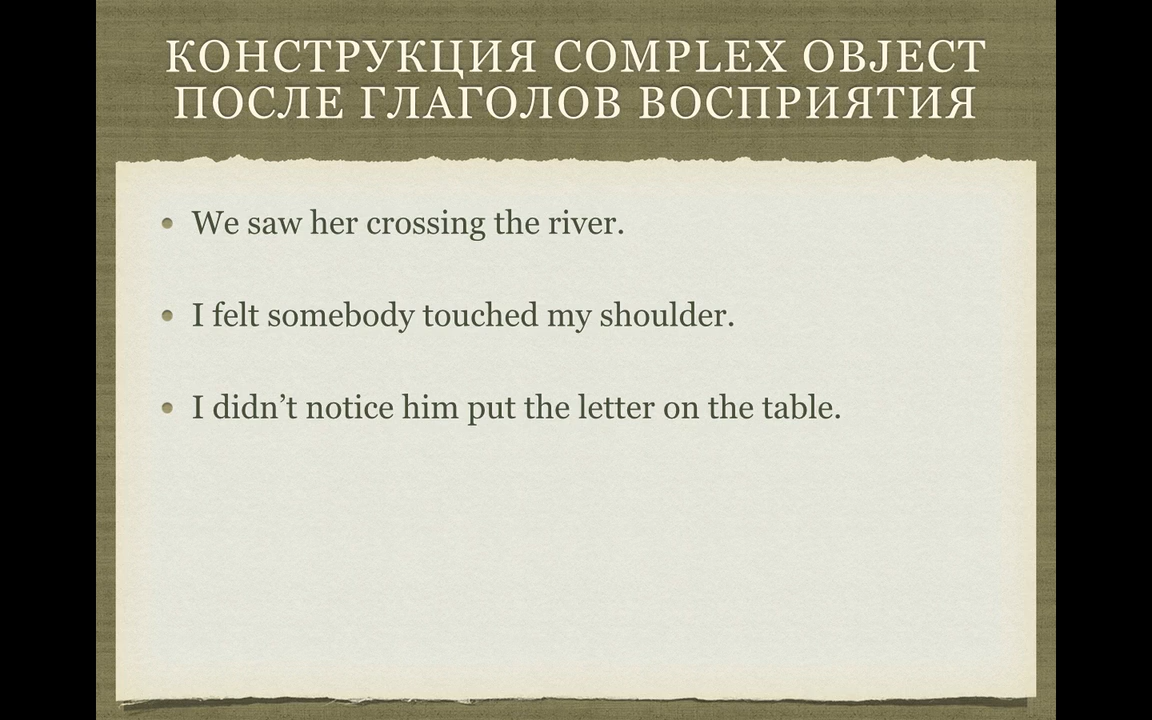 КОНСТРУКЦИЯ COMPLEX OBJECT
ПОСЛЕ ГЛАГОЛОВ ВОСПРИЯТИЯ
• We saw her crossing the river.
• I felt somebody touched my shoulder.
• I didn’t notice him put the letter on the table.